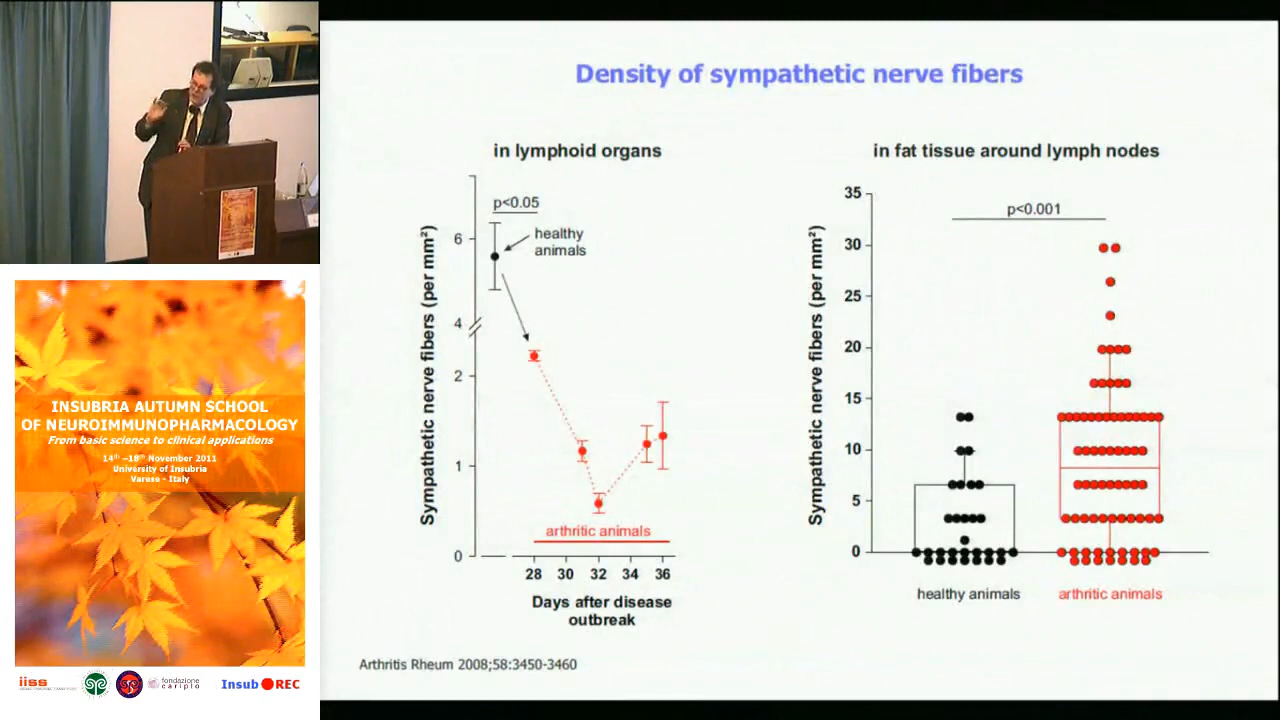 Density of sympathetic nerve fibers
in lymphoid organs
Sympathetic nerve fibers (per mm²)
6
4
2
1
0
p<0.05
healthy
animals
arthritic animals
28 30 32 34 36
Days after disease
outbreak
in fat tissue around lymph nodes
Sympathetic nerve fibers (per mm²)
35
30
25
20
15
10
5
0
p<0.001
healthy animals
arthritic animals
Arthritis Rheum 2008;58:3450-3460
INSUBRIA AUTUMN SCHOOL
OF NEUROIMMUNOPHARMACOLOGY
From basic science to clinical applications
14th –18th November 2011
University of Insubria
Varese - Italy
iiss
fondazione
cariplo
Insub REC